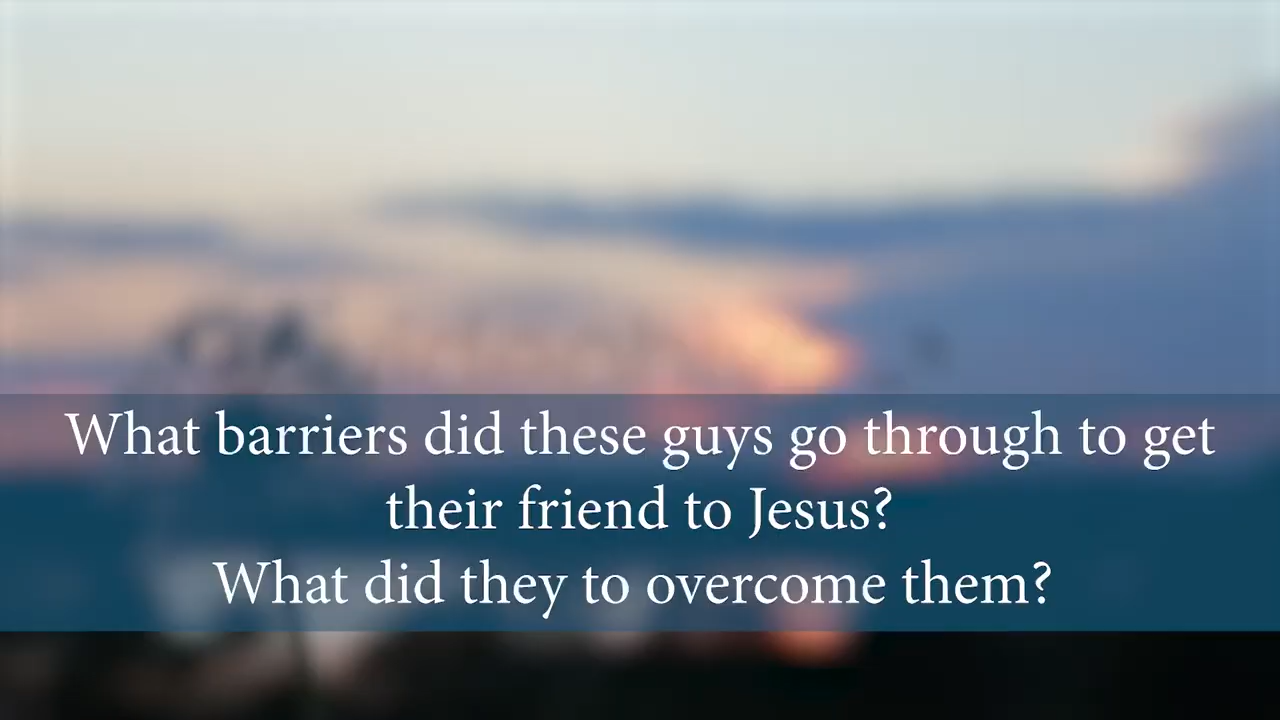 What barriers did these guys go through to get
their friend to Jesus?
What did they to overcome them?